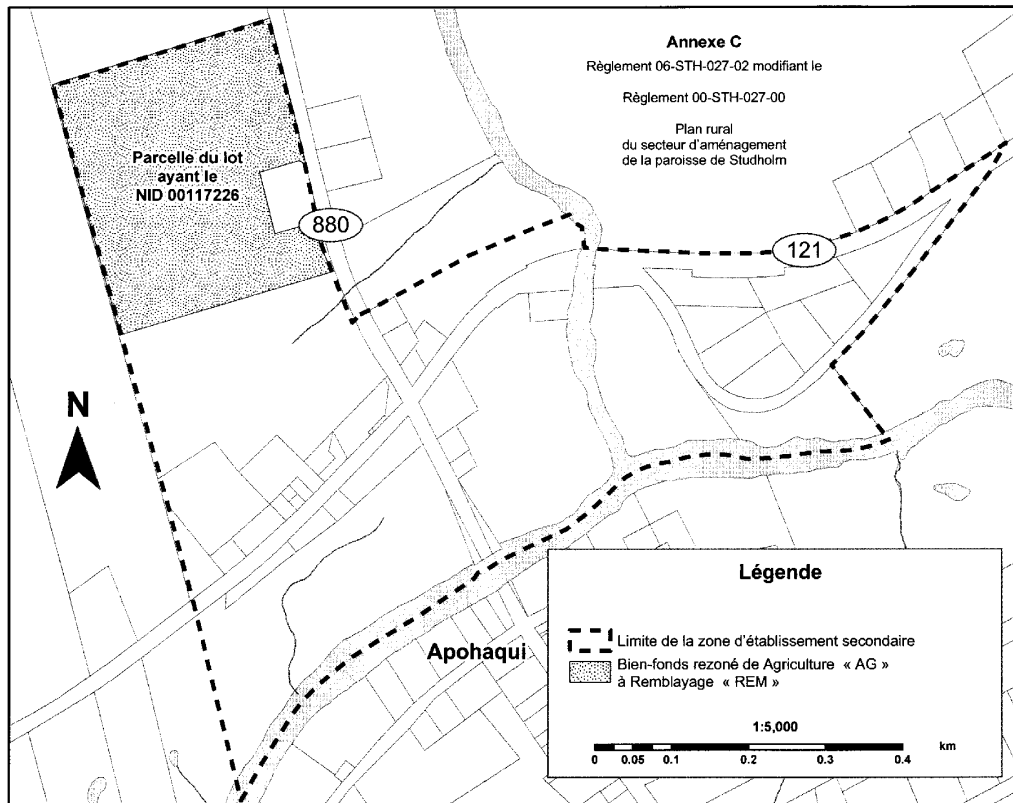 Annexe C
Règlement 06-STH-027-02 modifiant le
Règlement 00-STH-027-00
Plan rural
du secteur d'aménagement
de la paroisse de Studholm
Parcelle du lot
ayant le
NID 00117226
880
121
N
Apohaqui
Légende
Limite de la zone d'établissement secondaire
Bien-fonds rezoné de Agriculture « AG »
à Remblayage « REM »
1:5,000
km
0 0.05 0.1 0.2 0.3 0.4